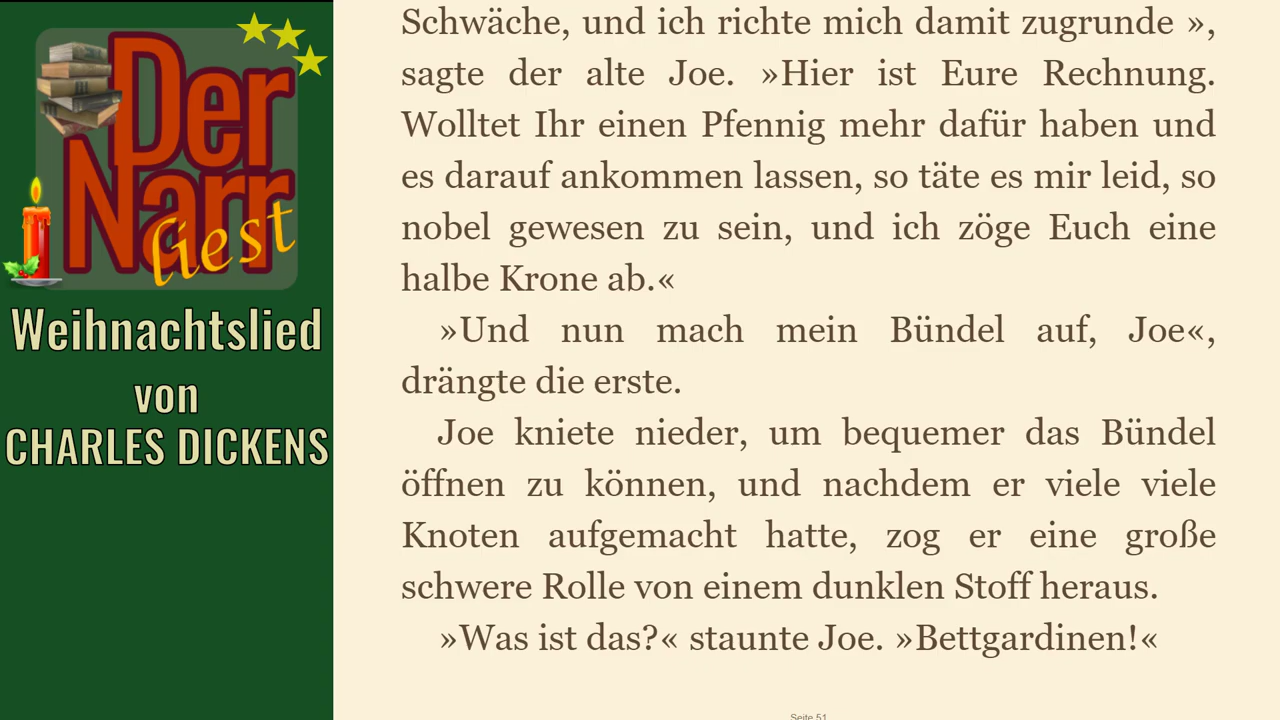 Der
Narr
liest
Weihnachtslied
von
CHARLES DICKENS
Schwäche, und ich richte mich damit zugrunde »,
sagte der alte Joe. »Hier ist Eure Rechnung.
Wolltet Ihr einen Pfennig mehr dafür haben und
es darauf ankommen lassen, so täte es mir leid, so
nobel gewesen zu sein, und ich zöge Euch eine
halbe Krone ab.«
»Und nun mach mein Bündel auf, Joe«,
drängte die erste.
Joe kniete nieder, um bequemer das Bündel
öffnen zu können, und nachdem er viele viele
Knoten aufgemacht hatte, zog er eine große
schwere Rolle von einem dunklen Stoff heraus.
»Was ist das?« staunte Joe. »Bettgardinen!«
Seite 51